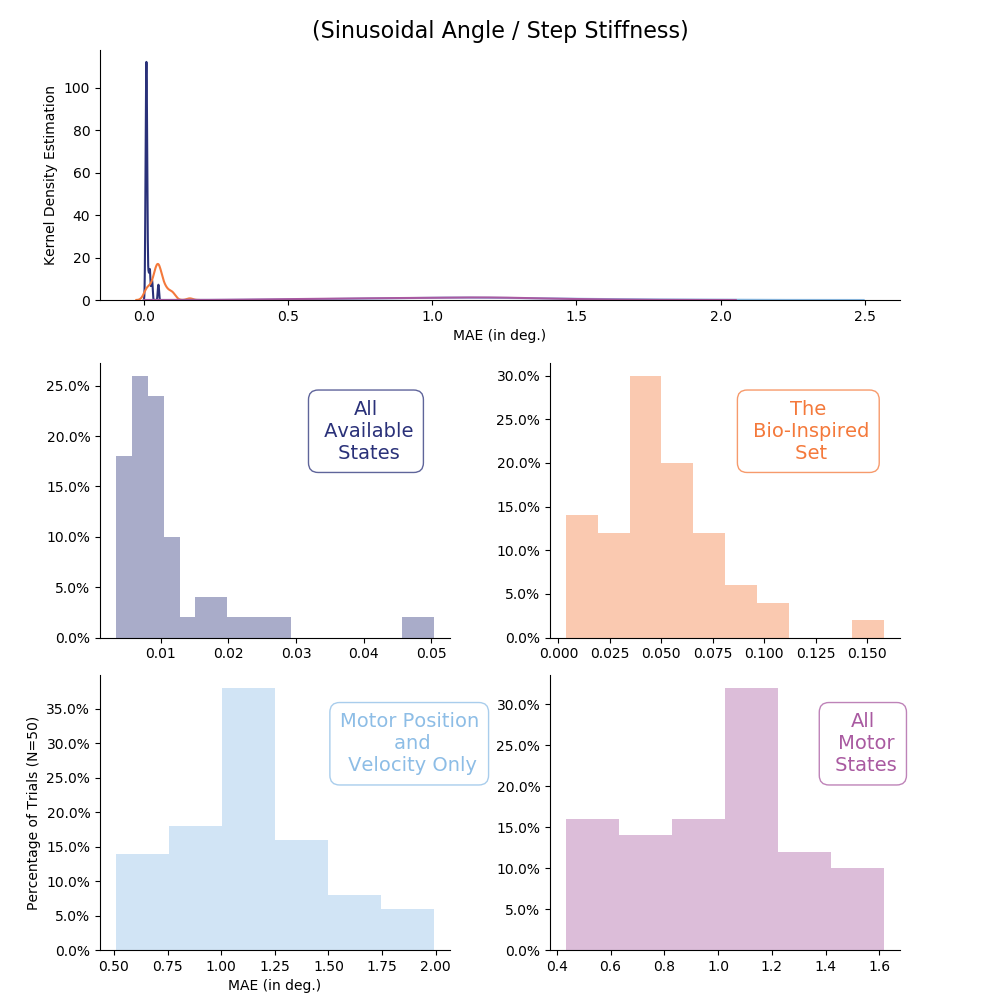 (Sinusoidal Angle / Step Stiffness)
Kernel Density Estimation
100
80
60
40
20
0
0.0 0.5 1.0 1.5 2.0 2.5
MAE (in deg.)
25.0%
20.0%
15.0%
10.0%
5.0%
0.0%
0.01 0.02 0.03 0.04 0.05
All
Available
States
30.0%
25.0%
20.0%
15.0%
10.0%
5.0%
0.0%
0.000 0.025 0.050 0.075 0.100 0.125 0.150
The
Bio-Inspired
Set
Percentage of Trials (N=50)
35.0%
30.0%
25.0%
20.0%
15.0%
10.0%
5.0%
0.0%
0.50 0.75 1.00 1.25 1.50 1.75 2.00
MAE (in deg.)
Motor Position
and
Velocity Only
30.0%
25.0%
20.0%
15.0%
10.0%
5.0%
0.0%
0.4 0.6 0.8 1.0 1.2 1.4 1.6
All
Motor
States